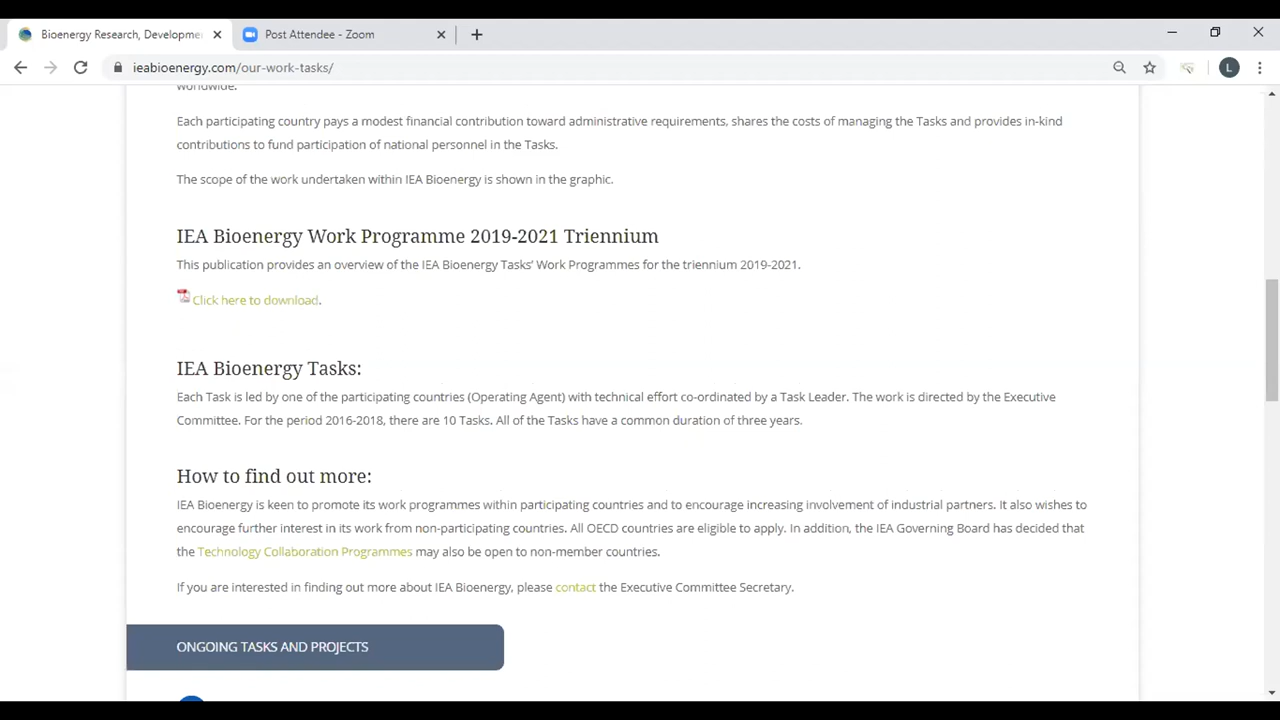 Bioenergy Research, Developme
Post Attendee - Zoom
ieabioenergy.com/our-work-tasks/
L
worldwide.
Each participating country pays a modest financial contribution toward administrative requirements, shares the costs of managing the Tasks and provides in-kind
contributions to fund participation of national personnel in the Tasks.
The scope of the work undertaken within IEA Bioenergy is shown in the graphic.
IEA Bioenergy Work Programme 2019-2021 Triennium
This publication provides an overview of the IEA Bioenergy Tasks' Work Programmes for the triennium 2019-2021.
Click here to download.
IEA Bioenergy Tasks:
Each Task is led by one of the participating countries (Operating Agent) with technical effort co-ordinated by a Task Leader. The work is directed by the Executive
Committee. For the period 2016-2018, there are 10 Tasks. All of the Tasks have a common duration of three years.
How to find out more:
IEA Bioenergy is keen to promote its work programmes within participating countries and to encourage increasing involvement of industrial partners. It also wishes to
encourage further interest in its work from non-participating countries. All OECD countries are eligible to apply. In addition, the IEA Governing Board has decided that
the Technology Collaboration Programmes may also be open to non-member countries.
If you are interested in finding out more about IEA Bioenergy, please contact the Executive Committee Secretary.
ONGOING TASKS AND PROJECTS